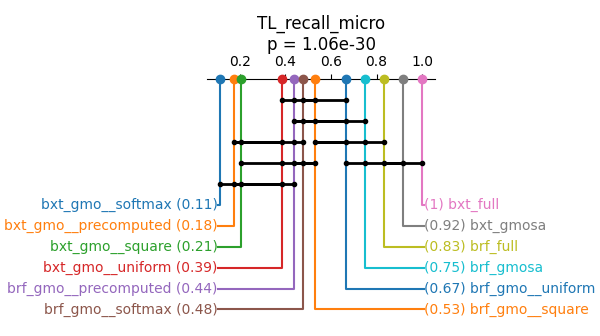 TL_recall_micro
p = 1.06e-30
0.2 0.4 0.6 0.8 1.0
bxt_gmo__softmax (0.11) (1) bxt_full
bxt_gmo__precomputed (0.18) (0.92) bxt_gmosa
bxt_gmo__square (0.21) (0.83) brf_full
bxt_gmo__uniform (0.39) (0.75) brf_gmosa
brf_gmo__precomputed (0.44) (0.67) brf_gmo__uniform
brf_gmo__softmax (0.48) (0.53) brf_gmo__square